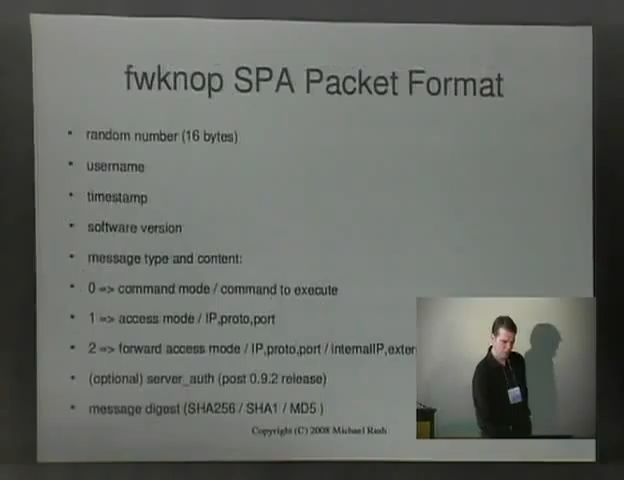 fwknop SPA Packet Format
• random number (16 bytes)
• username
• timestamp
• software version
• message type and content:
• 0 => command mode / command to execute
• 1 => access mode / IP,proto,port
• 2 => forward access mode / IP,proto,port / internalIP,exter
• (optional) server_auth (post 0.9.2 release)
• message digest (SHA256 / SHA1 / MD5 )
Copyright (C) 2008 Michael Rash